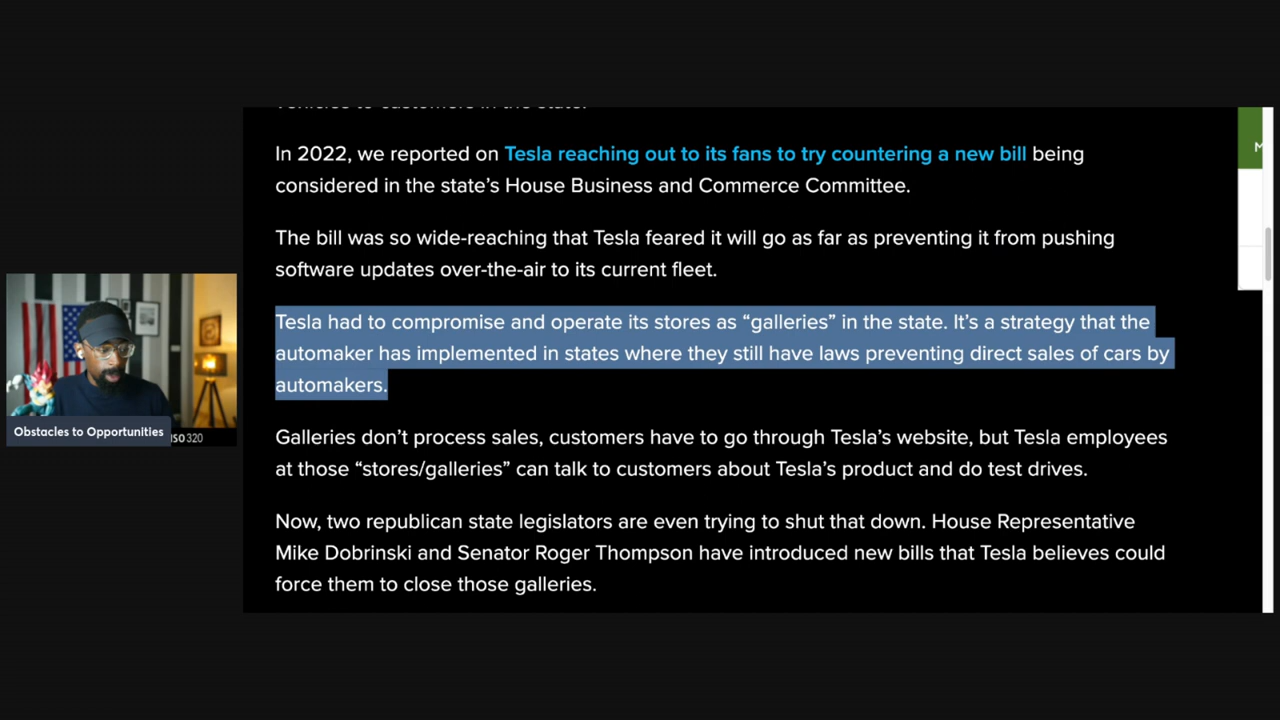 vehicles to customers in the state.
In 2022, we reported on Tesla reaching out to its fans to try countering a new bill being
considered in the state’s House Business and Commerce Committee.
The bill was so wide-reaching that Tesla feared it will go as far as preventing it from pushing
software updates over-the-air to its current fleet.
Tesla had to compromise and operate its stores as “galleries” in the state. It’s a strategy that the
automaker has implemented in states where they still have laws preventing direct sales of cars by
automakers.
Galleries don’t process sales, customers have to go through Tesla’s website, but Tesla employees
at those “stores/galleries” can talk to customers about Tesla’s product and do test drives.
Now, two republican state legislators are even trying to shut that down. House Representative
Mike Dobrinski and Senator Roger Thompson have introduced new bills that Tesla believes could
force them to close those galleries.
Obstacles to Opportunities
ISO 320